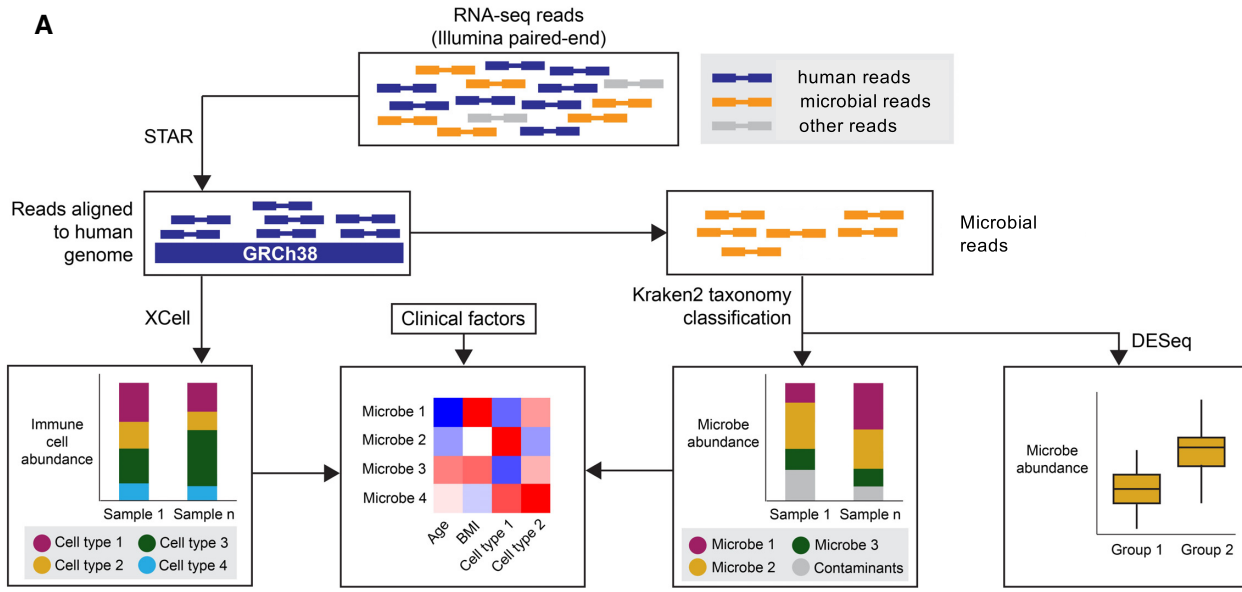 A
RNA-seq reads
(Illumina paired-end)
human reads
microbial reads
other reads
STAR
Reads aligned
to human
genome
GRCh38
Microbial
reads
XCell
Clinical factors
Kraken2 taxonomy
classification
DESeq
Immune
cell
abundance
Sample 1
Sample n
Cell type 1
Cell type 3
Cell type 2
Cell type 4
Microbe 1
Microbe 2
Microbe 3
Microbe 4
Age
BMI
Cell type 1
Cell type 2
Microbe
abundance
Sample 1
Sample n
Microbe 1
Microbe 3
Microbe 2
Contaminants
Microbe
abundance
Group 1
Group 2